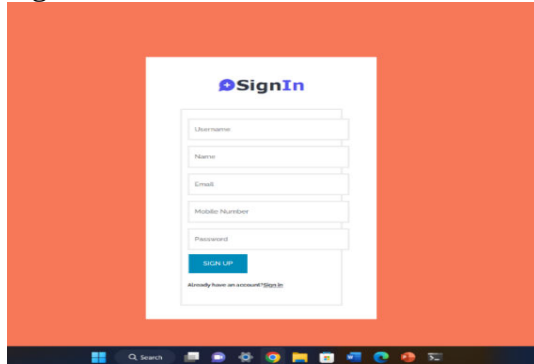 SignIn
Username
Name
Email
Mobile Number
Password
SIGN UP
Already have an account?Sign In
Search